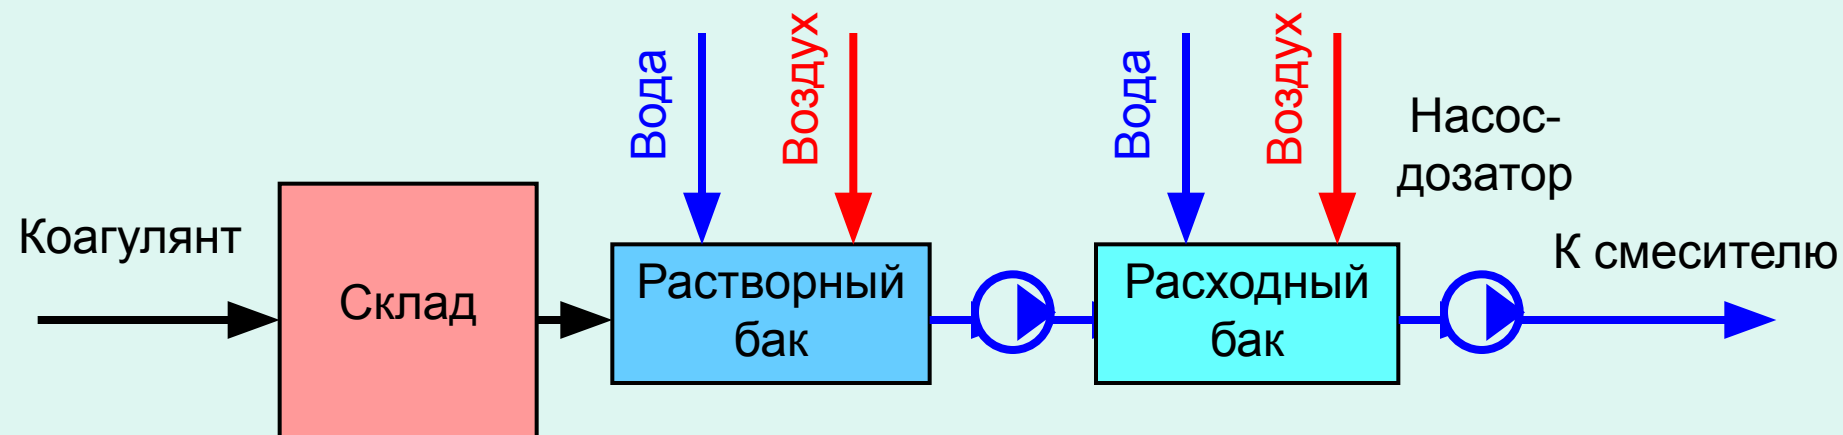 Вода
Воздух
Вода
Воздух
Насос-
дозатор
Коагулянт
Склад
Растворный
бак
Расходный
бак
К смесителю